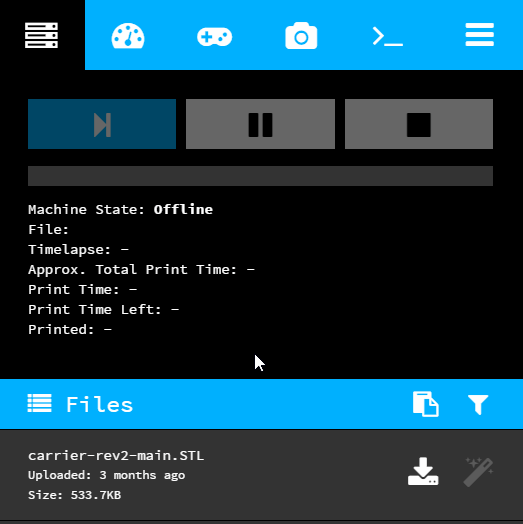 Machine State: Offline
File:
Timelapse: –
Approx. Total Print Time: –
Print Time: –
Print Time Left: –
Printed: –
Files
carrier-rev2-main.STL
Uploaded: 3 months ago
Size: 533.7KB